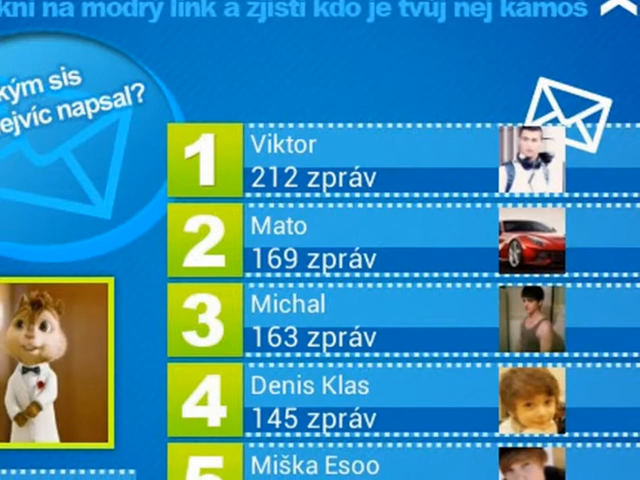 kni na modrý link a zjisti kdo je tvůj nej kámoš
kým sis
ejvíc napsal?
1
Viktor
212 zpráv
2
Mato
169 zpráv
3
Michal
163 zpráv
4
Denis Klas
145 zpráv
5
Miška Esoo